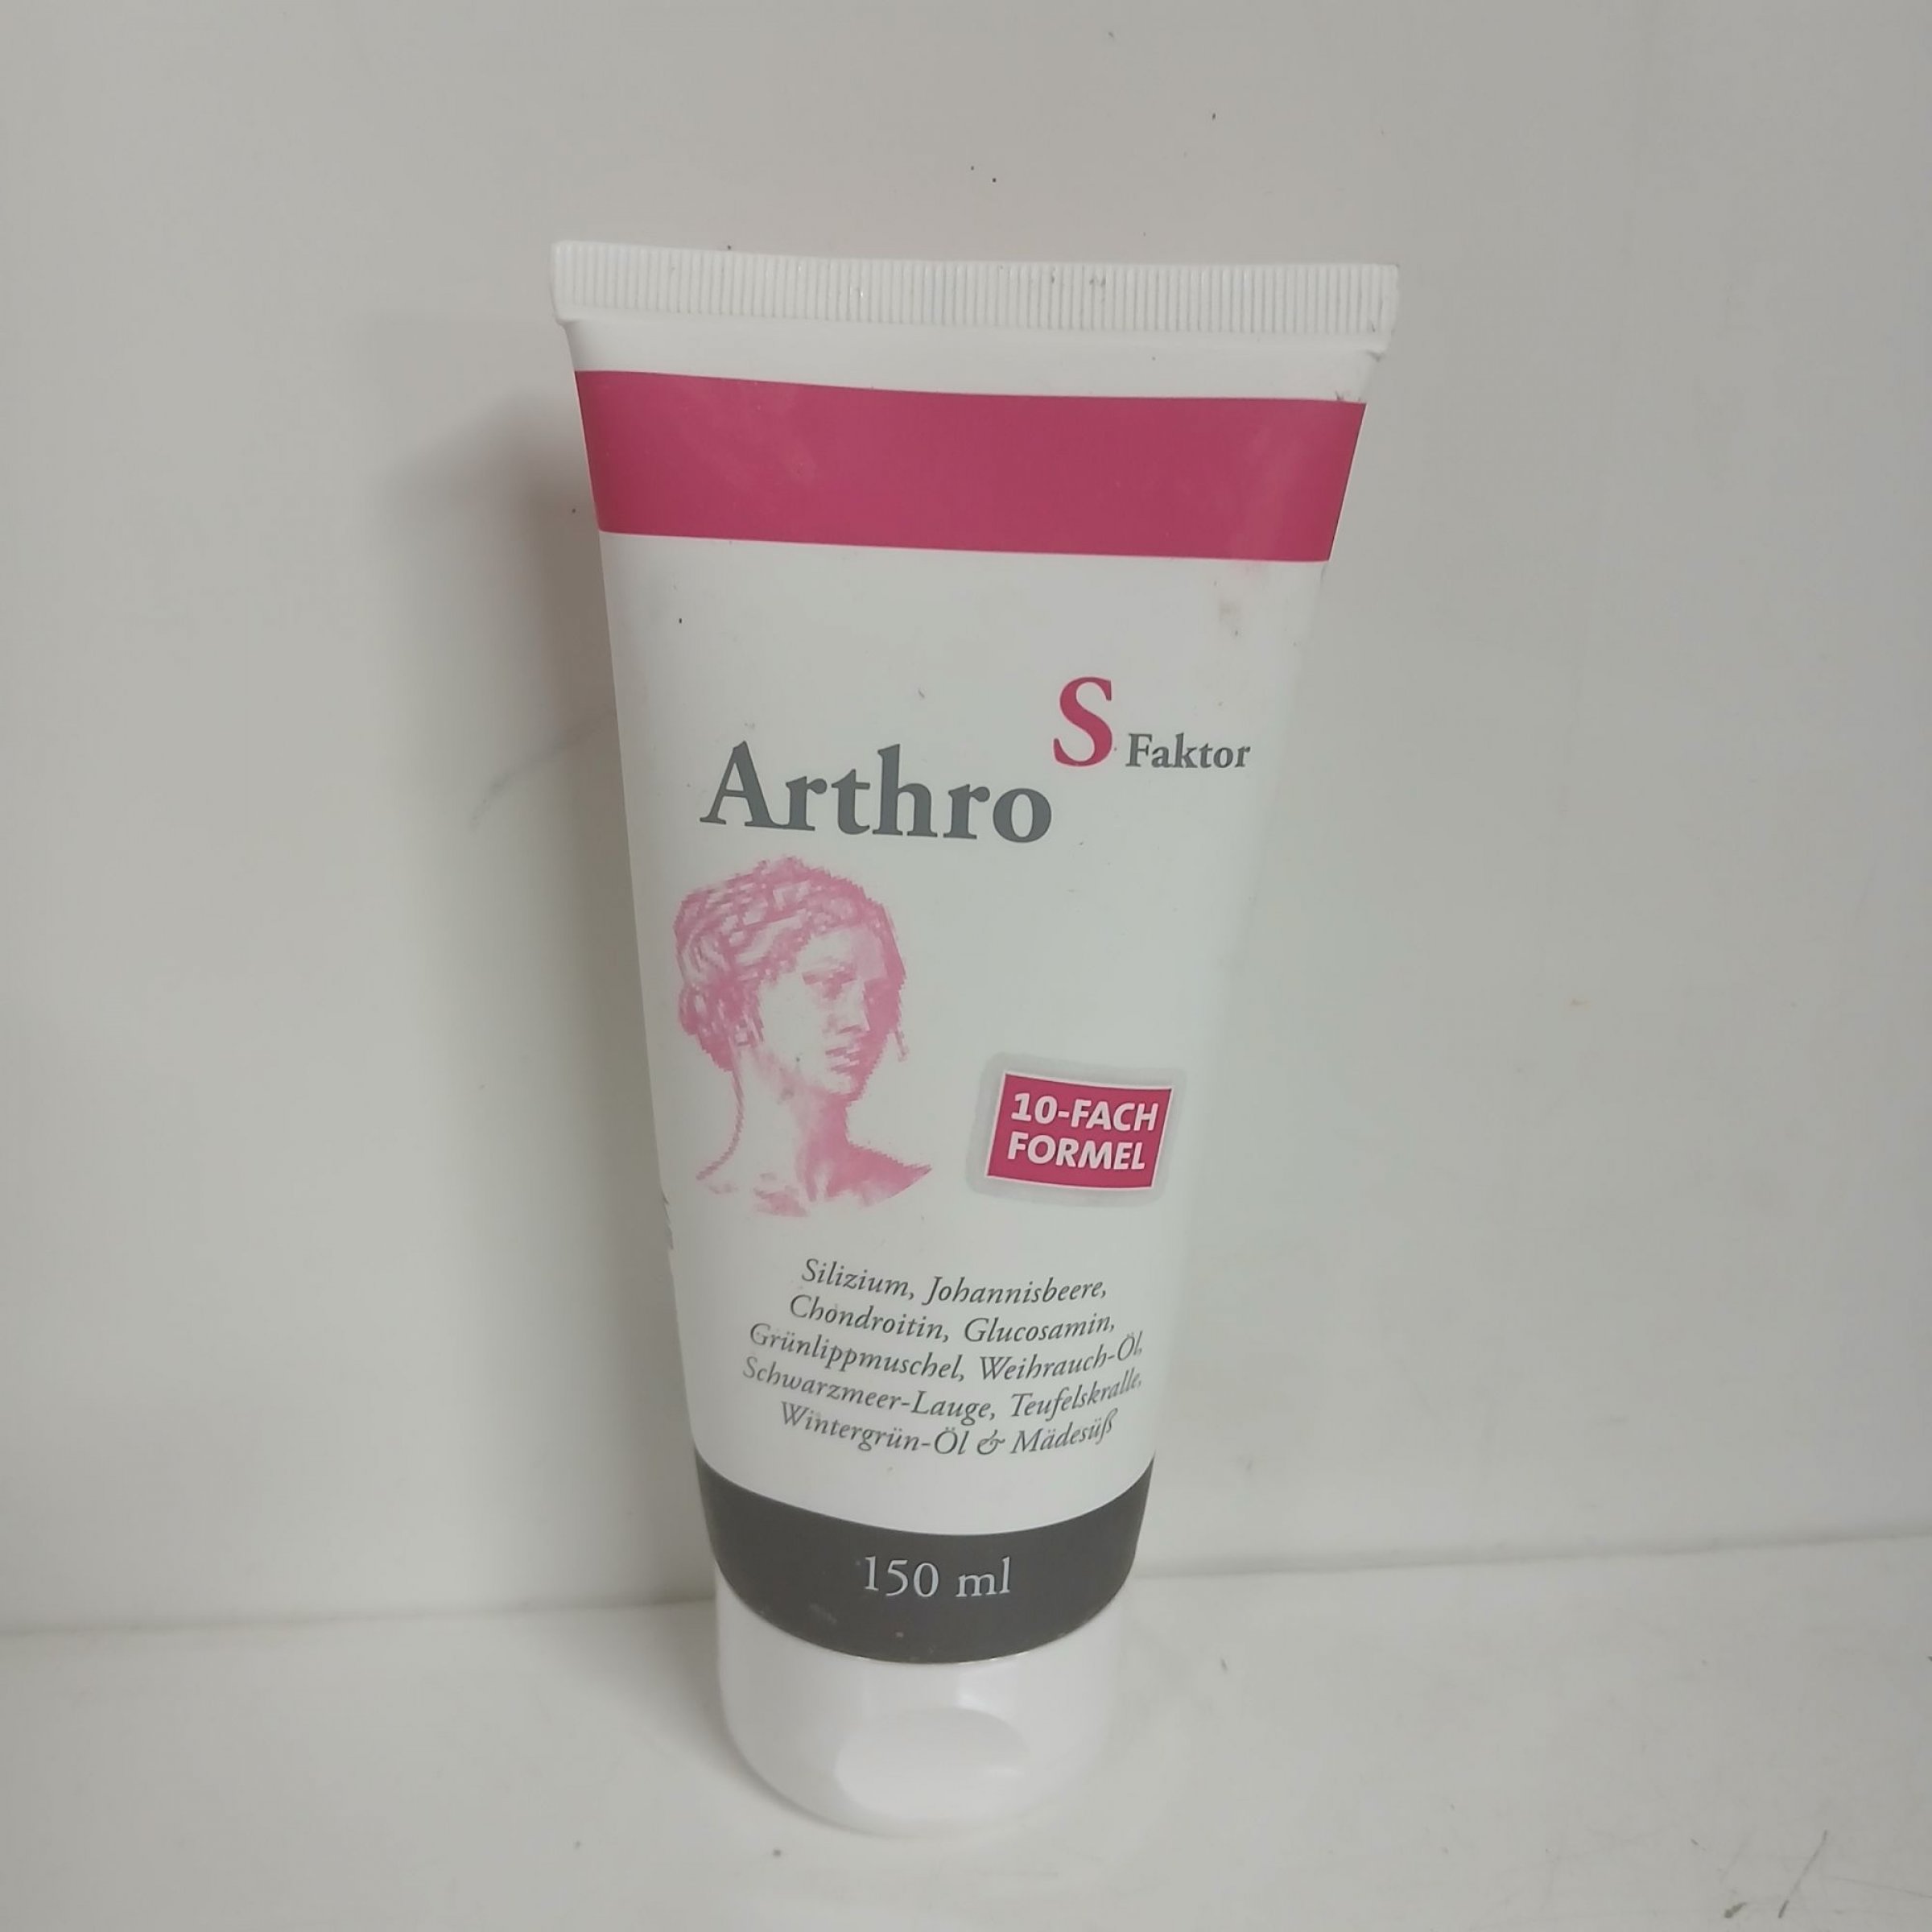 S Faktor
Arthro
10-FACH
FORMEL
Silizium, Johannisbeere,
Chondroitin, Glucosamin,
Grünlippmuschel, Weihrauch-Öl,
Schwarzmeer-Lauge, Teufelskralle,
Wintergrün-Öl & Mädesüß
150 ml